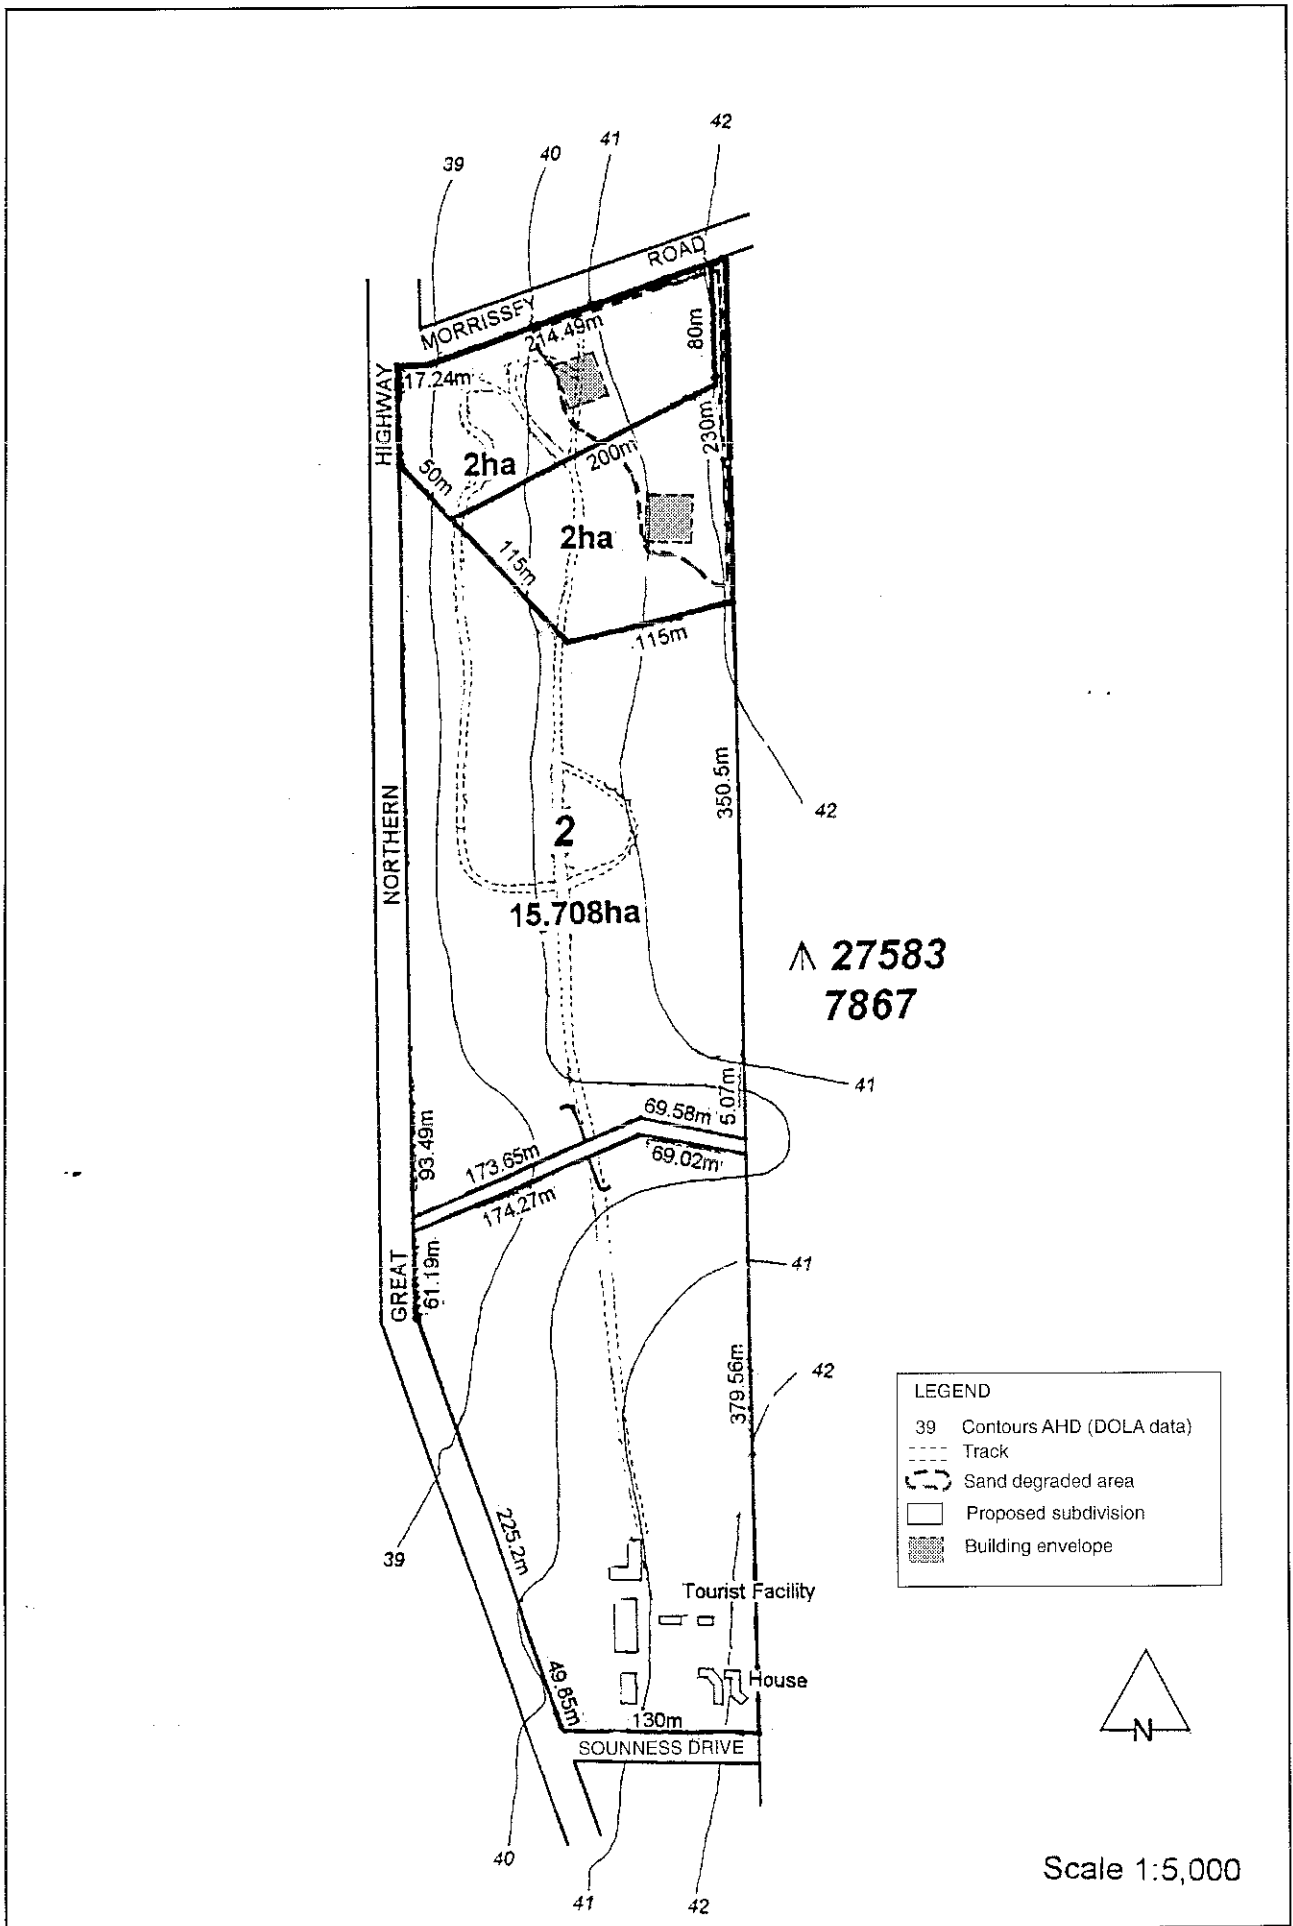 42
41
40
39
ROAD
MORRISSEY
214.49m
80m
17.24m
HIGHWAY
230m
200m
50m
2ha
2ha
115m
115m
350.5m
42
NORTHERN
2
15.708ha
27583
7867
41
5.07m
69.58m
93.49m
173.65m
69.02m
174.27m
GREAT
61.19m
41
379.56m
42
LEGEND
39 Contours AHD (DOLA data)
Track
Sand degraded area
Proposed subdivision
Building envelope
225.2m
39
Tourist Facility
House
49.85m
130m
SOUNNESS DRIVE
N
40
41
42
Scale 1:5,000